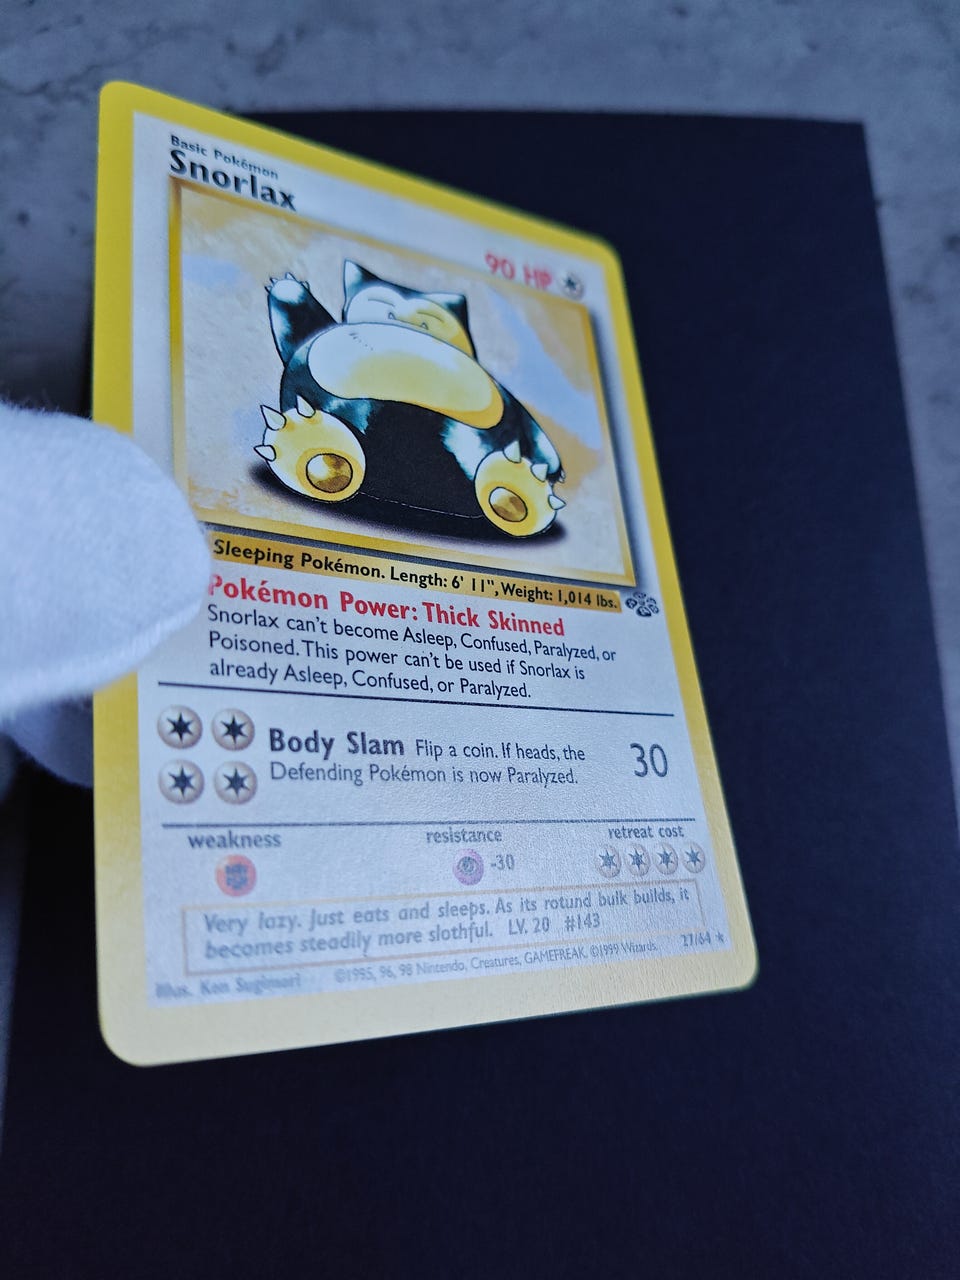 Basic Pokémon
Snorlax
90 HP
Sleeping Pokémon. Length: 6' 11", Weight: 1,014 lbs.
Pokémon Power: Thick Skinned
Snorlax can't become Asleep, Confused, Paralyzed, or
Poisoned. This power can't be used if Snorlax is
already Asleep, Confused, or Paralyzed.
Body Slam Flip a coin. If heads, the
Defending Pokémon is now Paralyzed.
30
weakness
resistance
retreat cost
-30
Very lazy. Just eats and sleeps. As its rotund bulk builds, it
becomes steadily more slothful. LV. 20 #143
Illus. Ken Sugimori
©1995, 96, 98 Nintendo, Creatures, GAMEFREAK. ©1999 Wizards.
27/64 ★